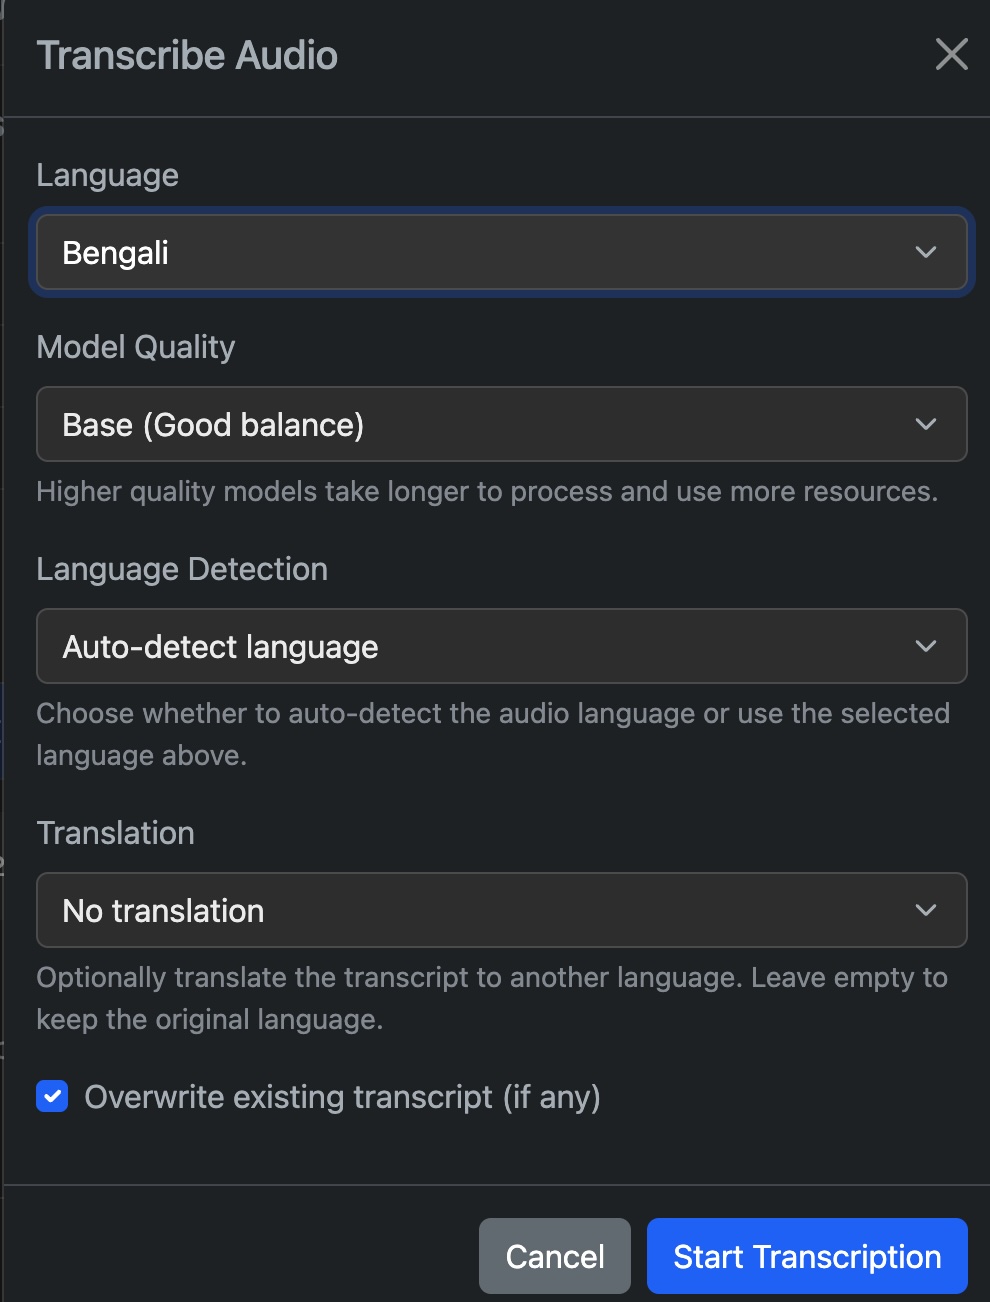 Transcribe Audio
Language
Bengali
Model Quality
Base (Good balance)
Higher quality models take longer to process and use more resources.
Language Detection
Auto-detect language
Choose whether to auto-detect the audio language or use the selected
language above.
Translation
No translation
Optionally translate the transcript to another language. Leave empty to
keep the original language.
Overwrite existing transcript (if any)
Cancel
Start Transcription